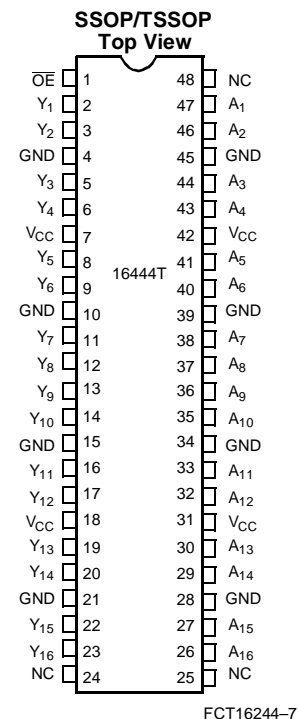 SSOP/TSSOP
Top View
OE 1 48 NC
Y1 2 47 A1
Y2 3 46 A2
GND 4 45 GND
Y3 5 44 A3
Y4 6 43 A4
VCC 7 42 VCC
Y5 8 41 A5
16444T
Y6 9 40 A6
GND 10 39 GND
Y7 11 38 A7
Y8 12 37 A8
Y9 13 36 A9
Y10 14 35 A10
GND 15 34 GND
Y11 16 33 A11
Y12 17 32 A12
VCC 18 31 VCC
Y13 19 30 A13
Y14 20 29 A14
GND 21 28 GND
Y15 22 27 A15
Y16 23 26 A16
NC 24 25 NC
FCT16244–7